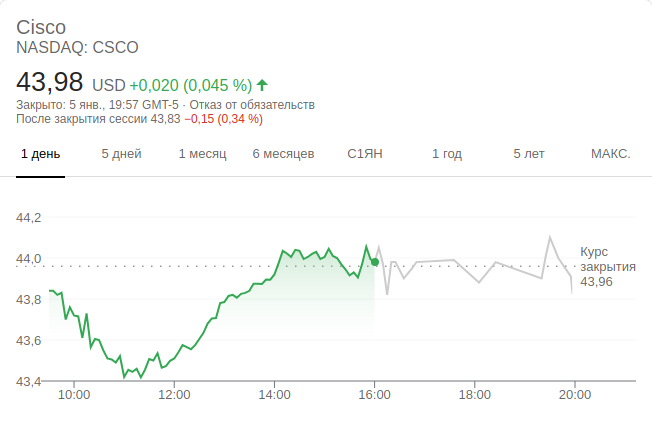 Cisco
NASDAQ: CSCO
43,98 USD +0,020 (0,045 %)
Закрыто: 5 янв., 19:57 GMT-5 · Отказ от обязательств
После закрытия сессии 43,83 −0,15 (0,34 %)
1 день 5 дней 1 месяц 6 месяцев С1ЯН 1 год 5 лет МАКС.
44,2
44,0
43,8
43,6
43,4
Курс
закрытия
43,96
10:00 12:00 14:00 16:00 18:00 20:00